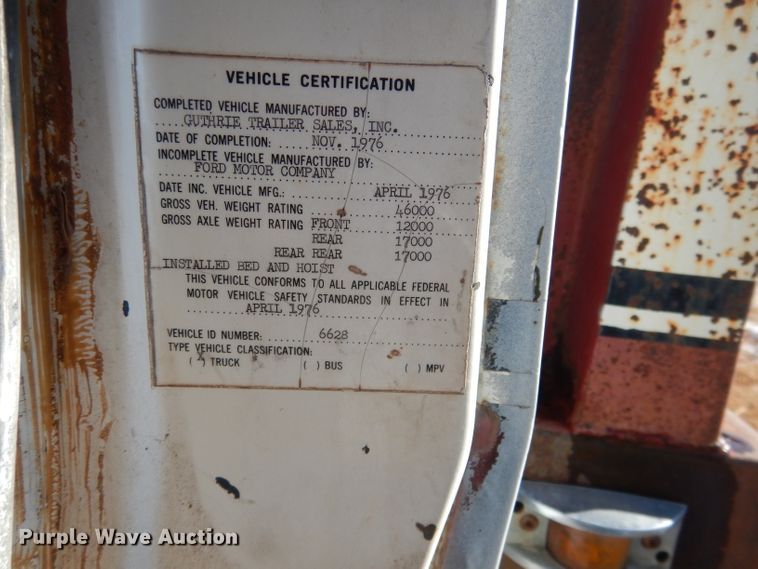 VEHICLE CERTIFICATION
COMPLETED VEHICLE MANUFACTURED BY:
GUTHRIE TRAILER SALES, INC.
DATE OF COMPLETION: NOV. 1976
INCOMPLETE VEHICLE MANUFACTURED BY:
FORD MOTOR COMPANY
DATE INC. VEHICLE MFG.: APRIL 1976
GROSS VEH. WEIGHT RATING 46000
GROSS AXLE WEIGHT RATING FRONT 12000
REAR 17000
REAR REAR 17000
INSTALLED BED AND HOIST
THIS VEHICLE CONFORMS TO ALL APPLICABLE FEDERAL
MOTOR VEHICLE SAFETY STANDARDS IN EFFECT IN
APRIL 1976
VEHICLE ID NUMBER: 6628
TYPE VEHICLE CLASSIFICATION:
(X) TRUCK ( ) BUS ( ) MPV
Purple Wave Auction